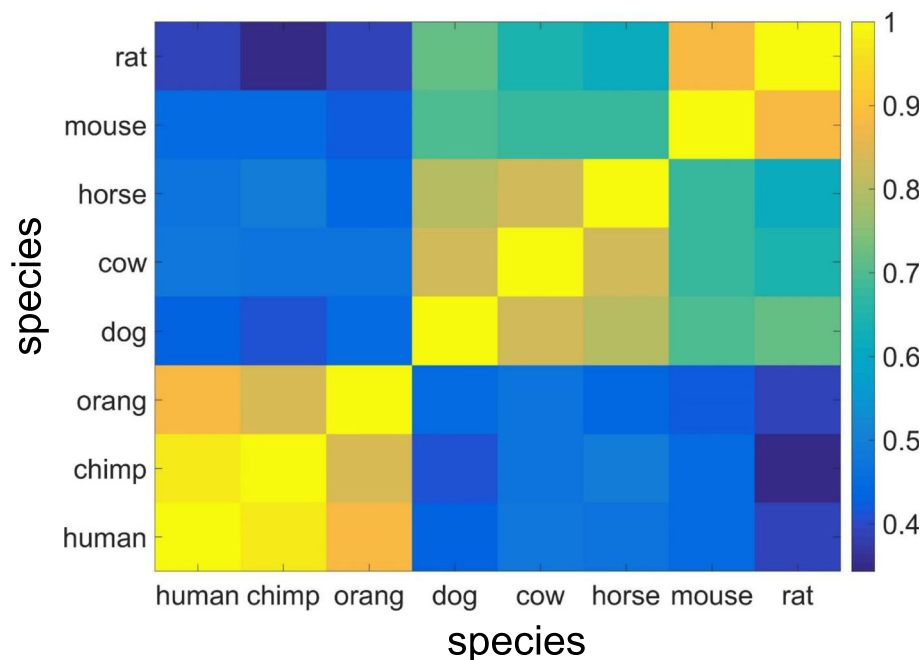 species
rat
mouse
horse
cow
dog
orang
chimp
human
human chimp orang dog cow horse mouse rat
species
1
0.9
0.8
0.7
0.6
0.5
0.4